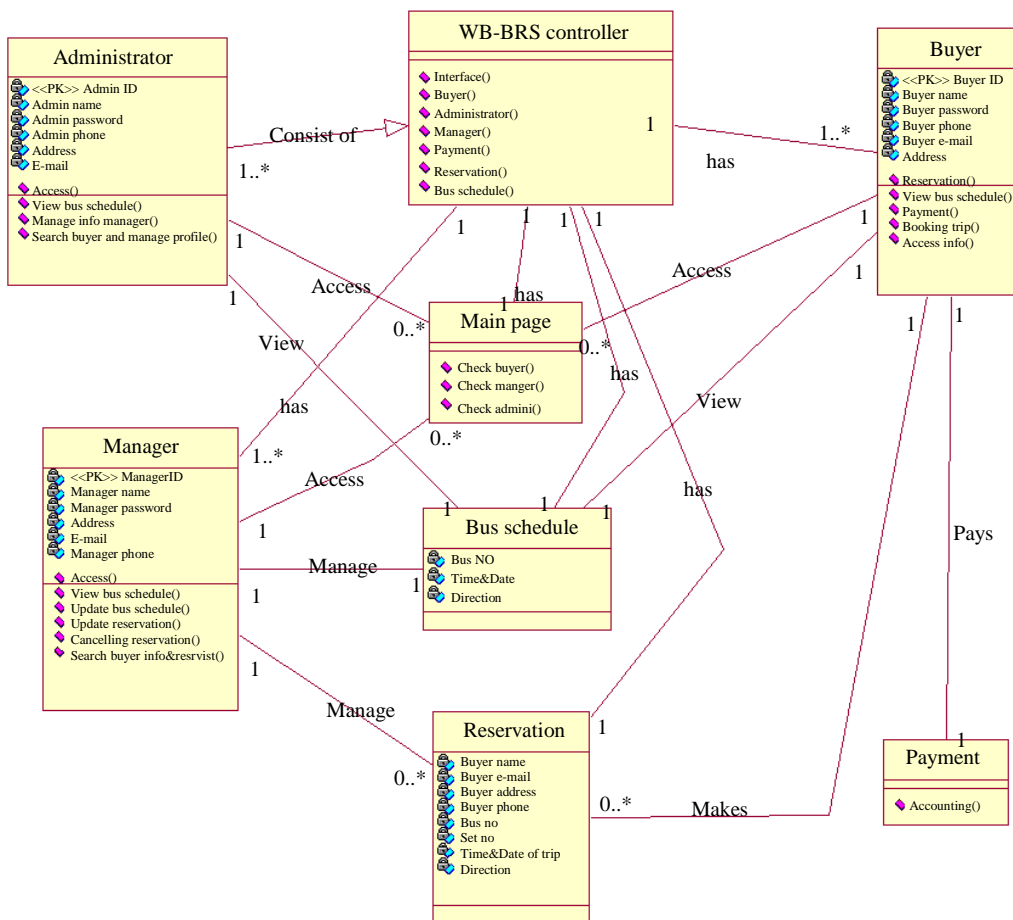 WB-BRS controller
Interface()
Buyer()
Administrator()
Manager()
Payment()
Reservation()
Bus schedule()
Administrator
<<PK>> Admin ID
Admin name
Admin password
Admin phone
Address
E-mail
Access()
View bus schedule()
Manage info manager()
Search buyer and manage profile()
Buyer
<<PK>> Buyer ID
Buyer name
Buyer password
Buyer phone
Buyer e-mail
Address
Reservation()
View bus schedule()
Payment()
Booking trip()
Access info()
Consist of
1..*
1
1..*
has
1
1
1
1
1
1
Access
0..*
1
View
1
has
1
Access
0..*
1
View
1
1
has
Main page
Check buyer()
Check manger()
Check admini()
has
1..*
0..*
Access
1
Manager
<<PK>> ManagerID
Manager name
Manager password
Address
E-mail
Manager phone
Access()
View bus schedule()
Update bus schedule()
Update reservation()
Cancelling reservation()
Search buyer info&resrvist()
1
1
1
has
Bus schedule
Bus NO
Time&Date
Direction
Manage
1
1
Pays
1
Manage
0..*
Reservation
Buyer name
Buyer e-mail
Buyer address
Buyer phone
Bus no
Set no
Time&Date of trip
Direction
1
0..*
Makes
1
Payment
Accounting()